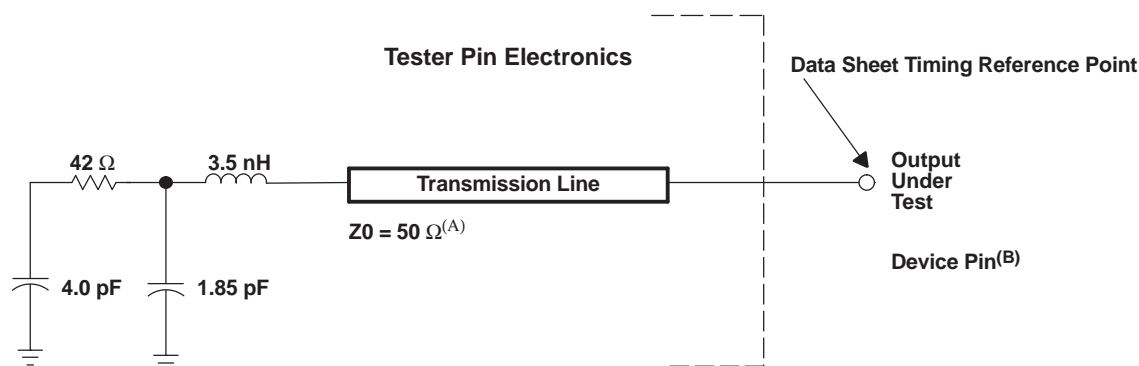 Tester Pin Electronics
Data Sheet Timing Reference Point
42 Ω
3.5 nH
Transmission Line
Output
Under
Test
Z0 = 50 Ω(A)
Device Pin(B)
4.0 pF
1.85 pF